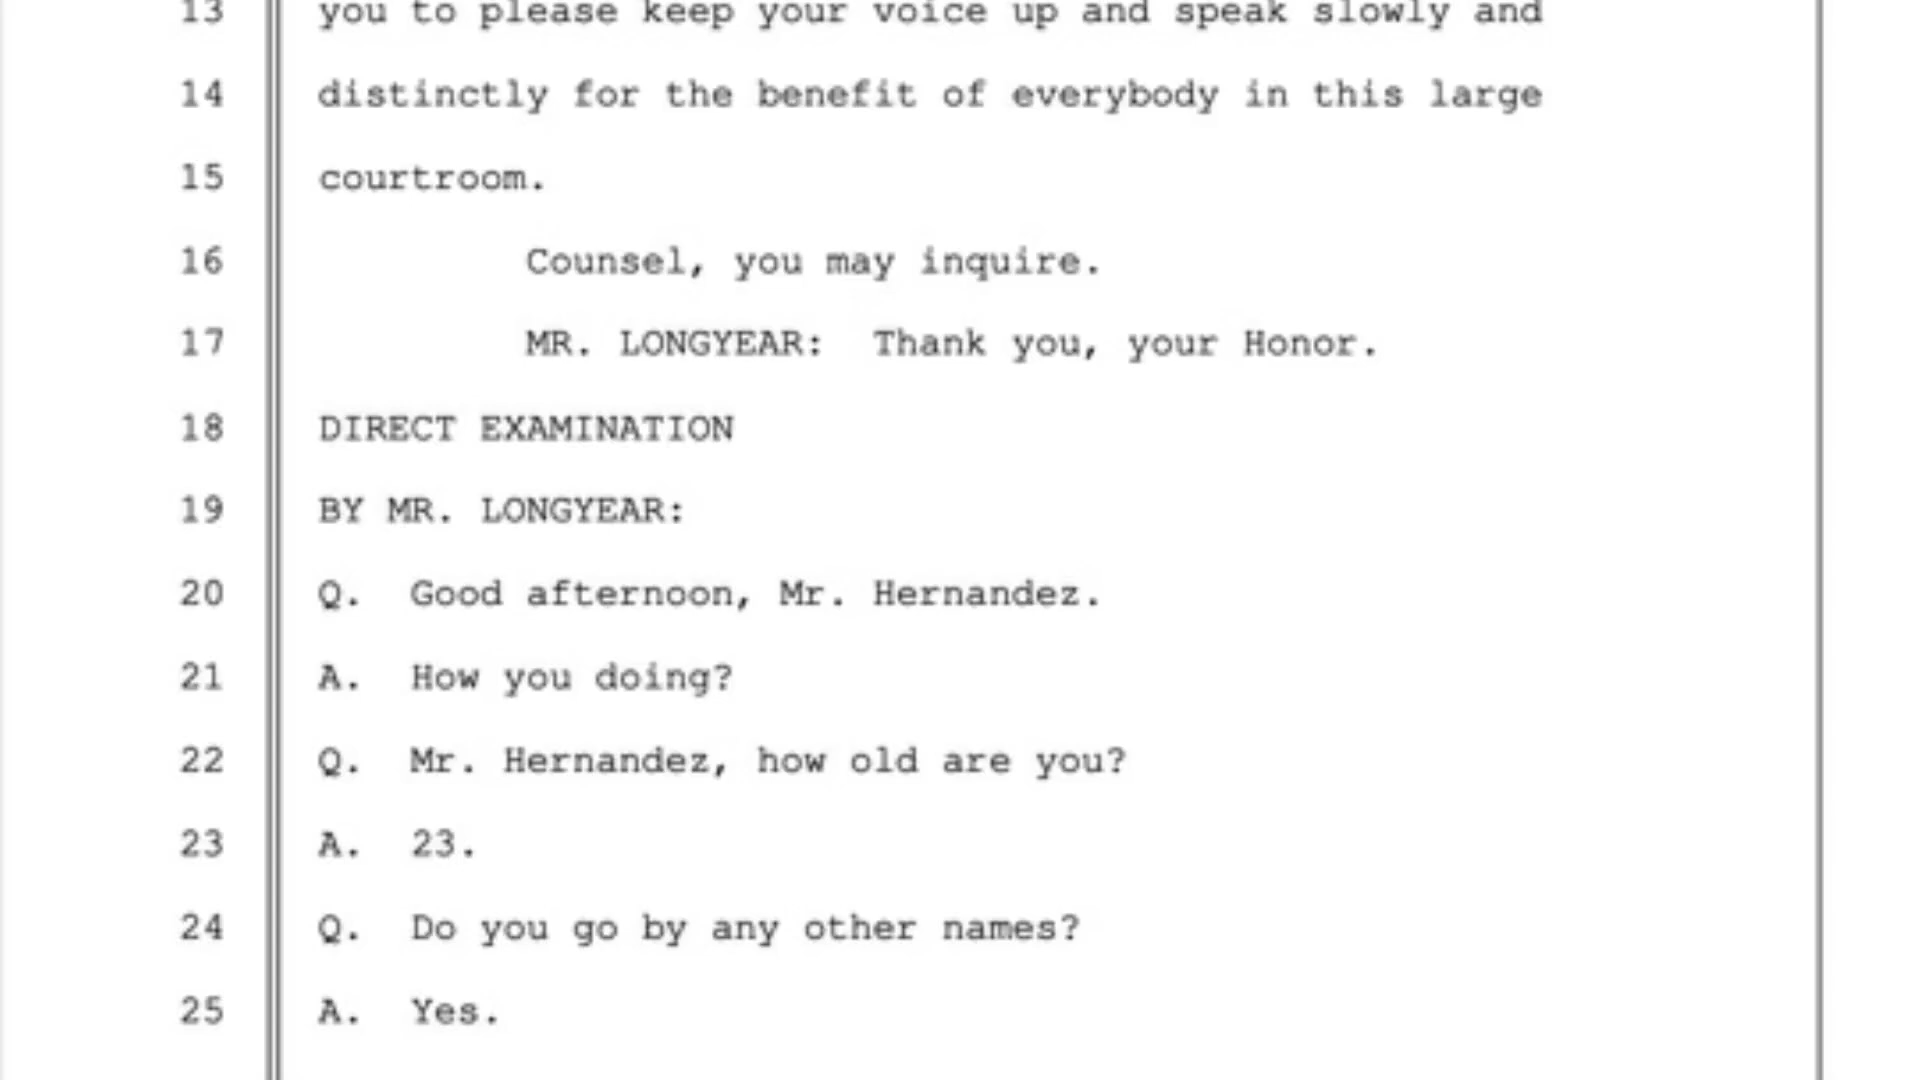 13 you to please keep your voice up and speak slowly and
14 distinctly for the benefit of everybody in this large
15 courtroom.
16 Counsel, you may inquire.
17 MR. LONGYEAR:  Thank you, your Honor.
18 DIRECT EXAMINATION
19 BY MR. LONGYEAR:
20 Q.  Good afternoon, Mr. Hernandez.
21 A.  How you doing?
22 Q.  Mr. Hernandez, how old are you?
23 A.  23.
24 Q.  Do you go by any other names?
25 A.  Yes.